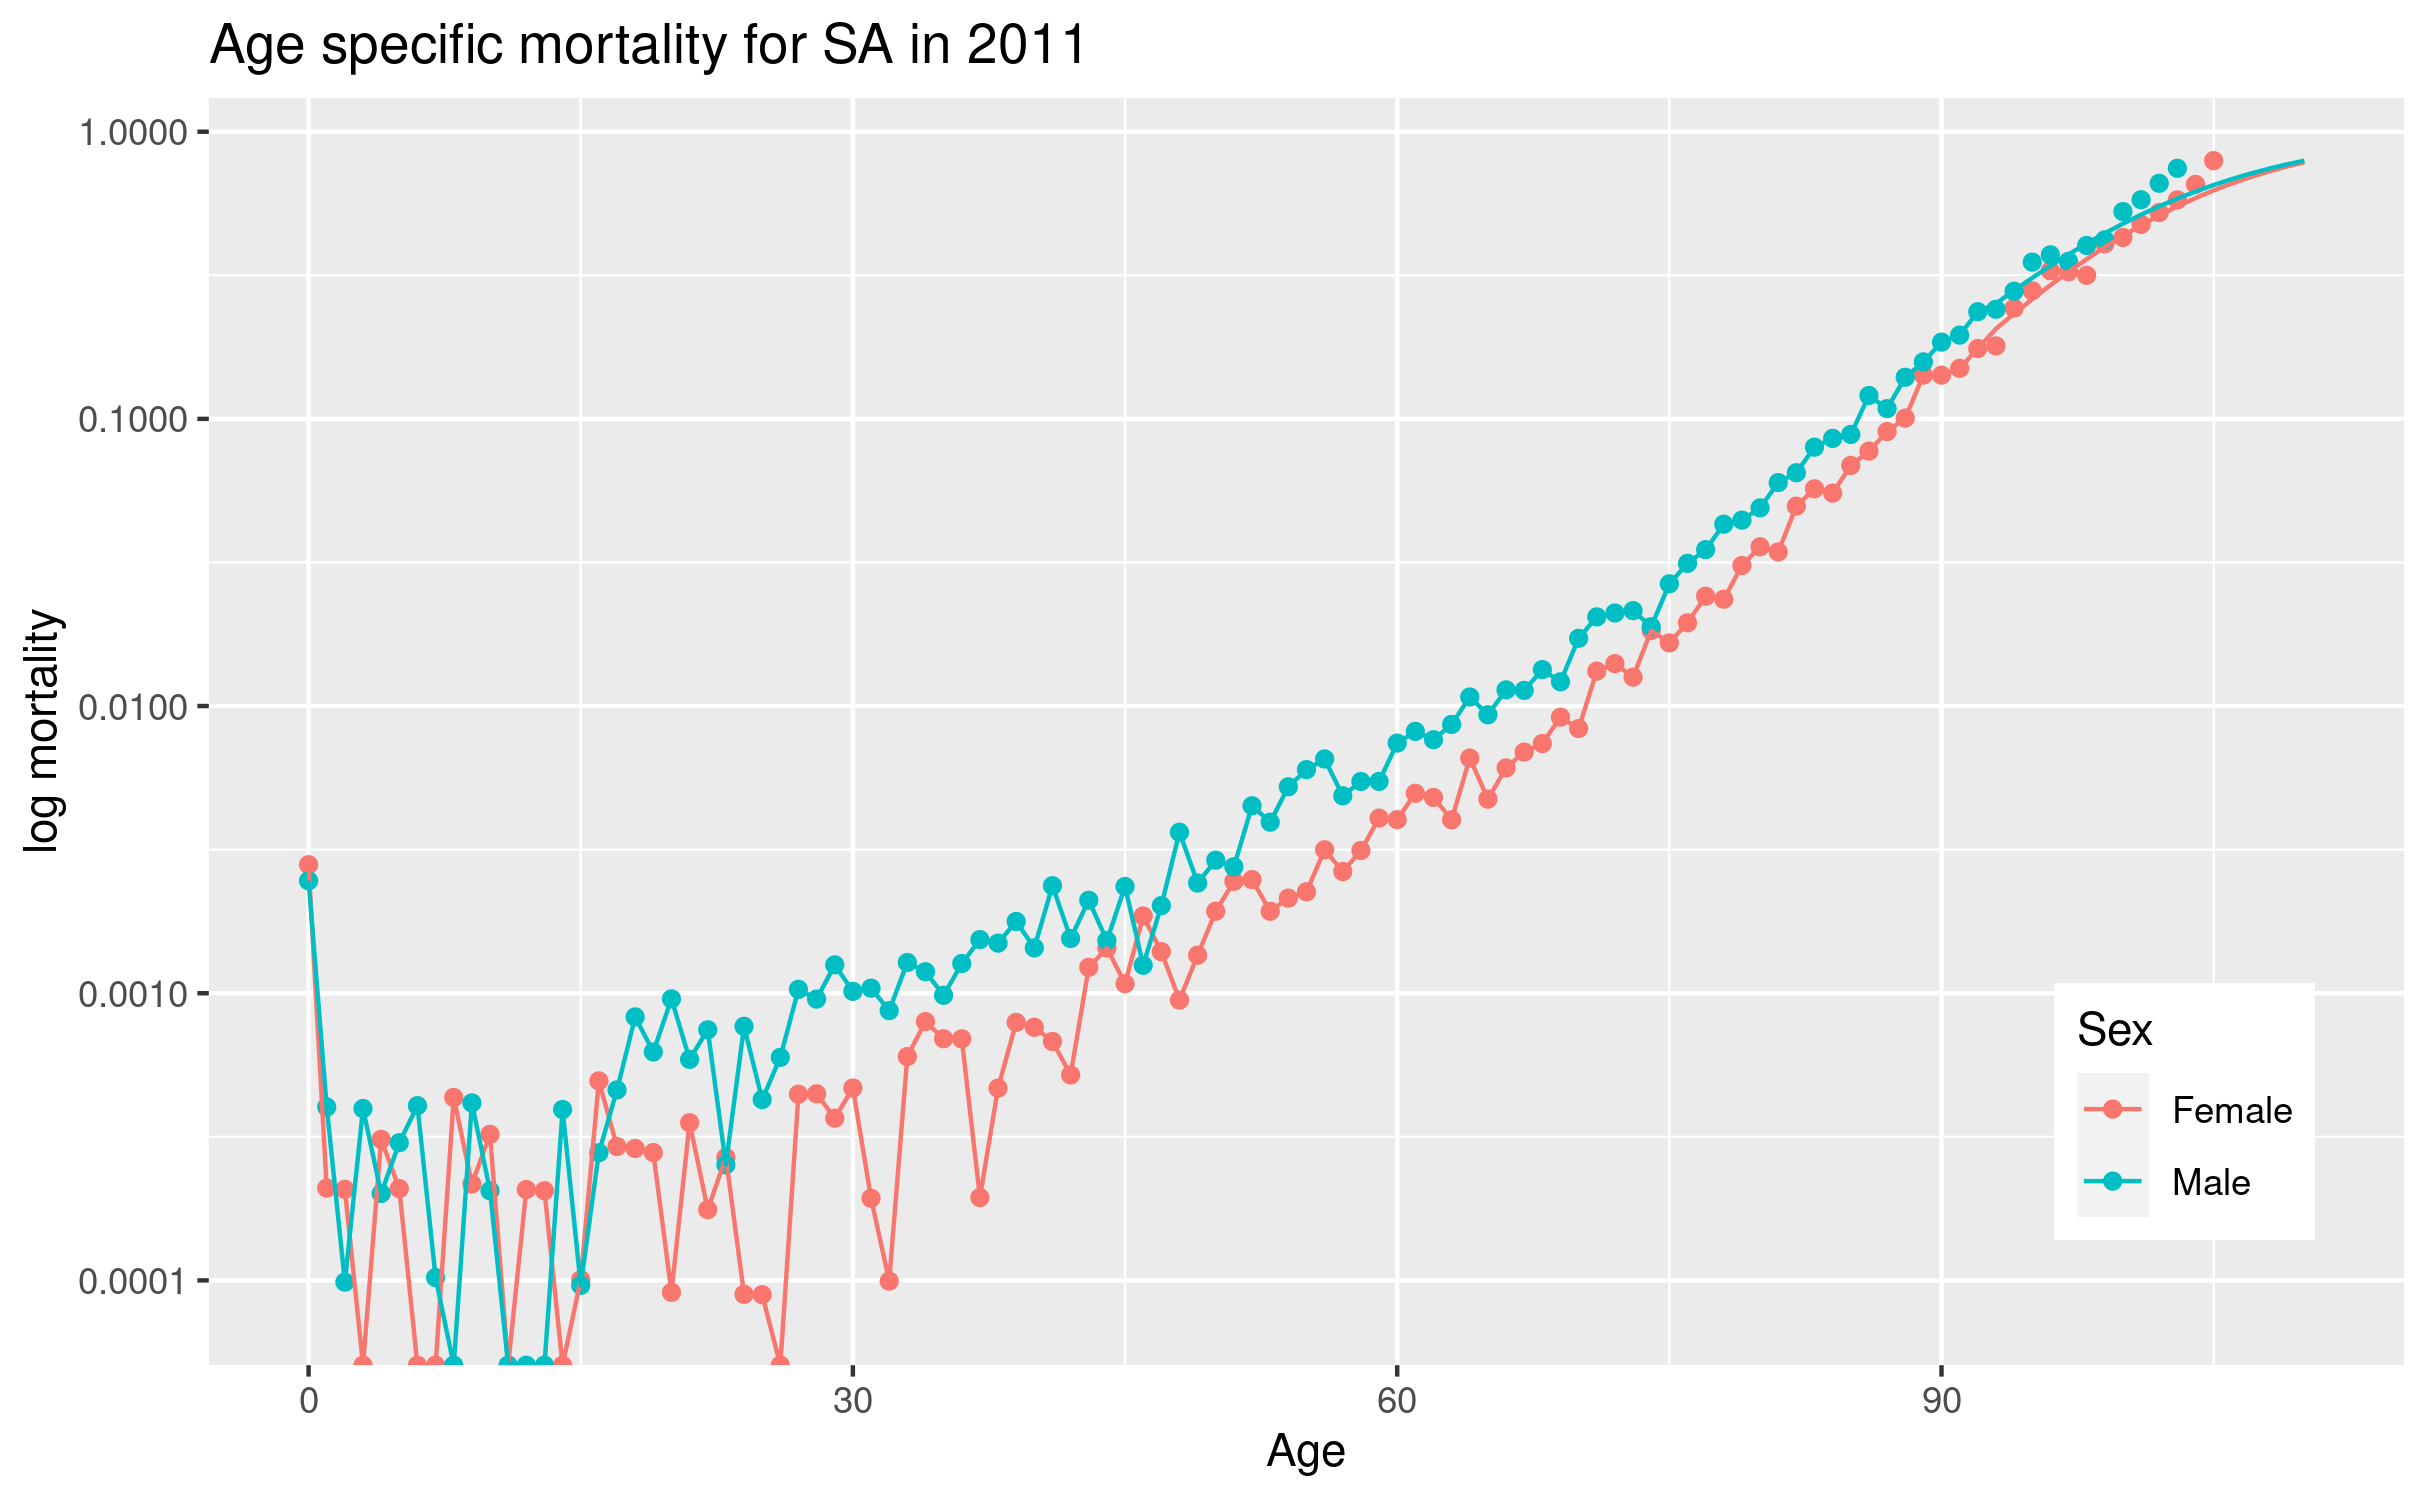 Age specific mortality for SA in 2011
1.0000
0.1000
0.0100
0.0010
0.0001
log mortality
0 30 60 90
Age
Sex
Female
Male